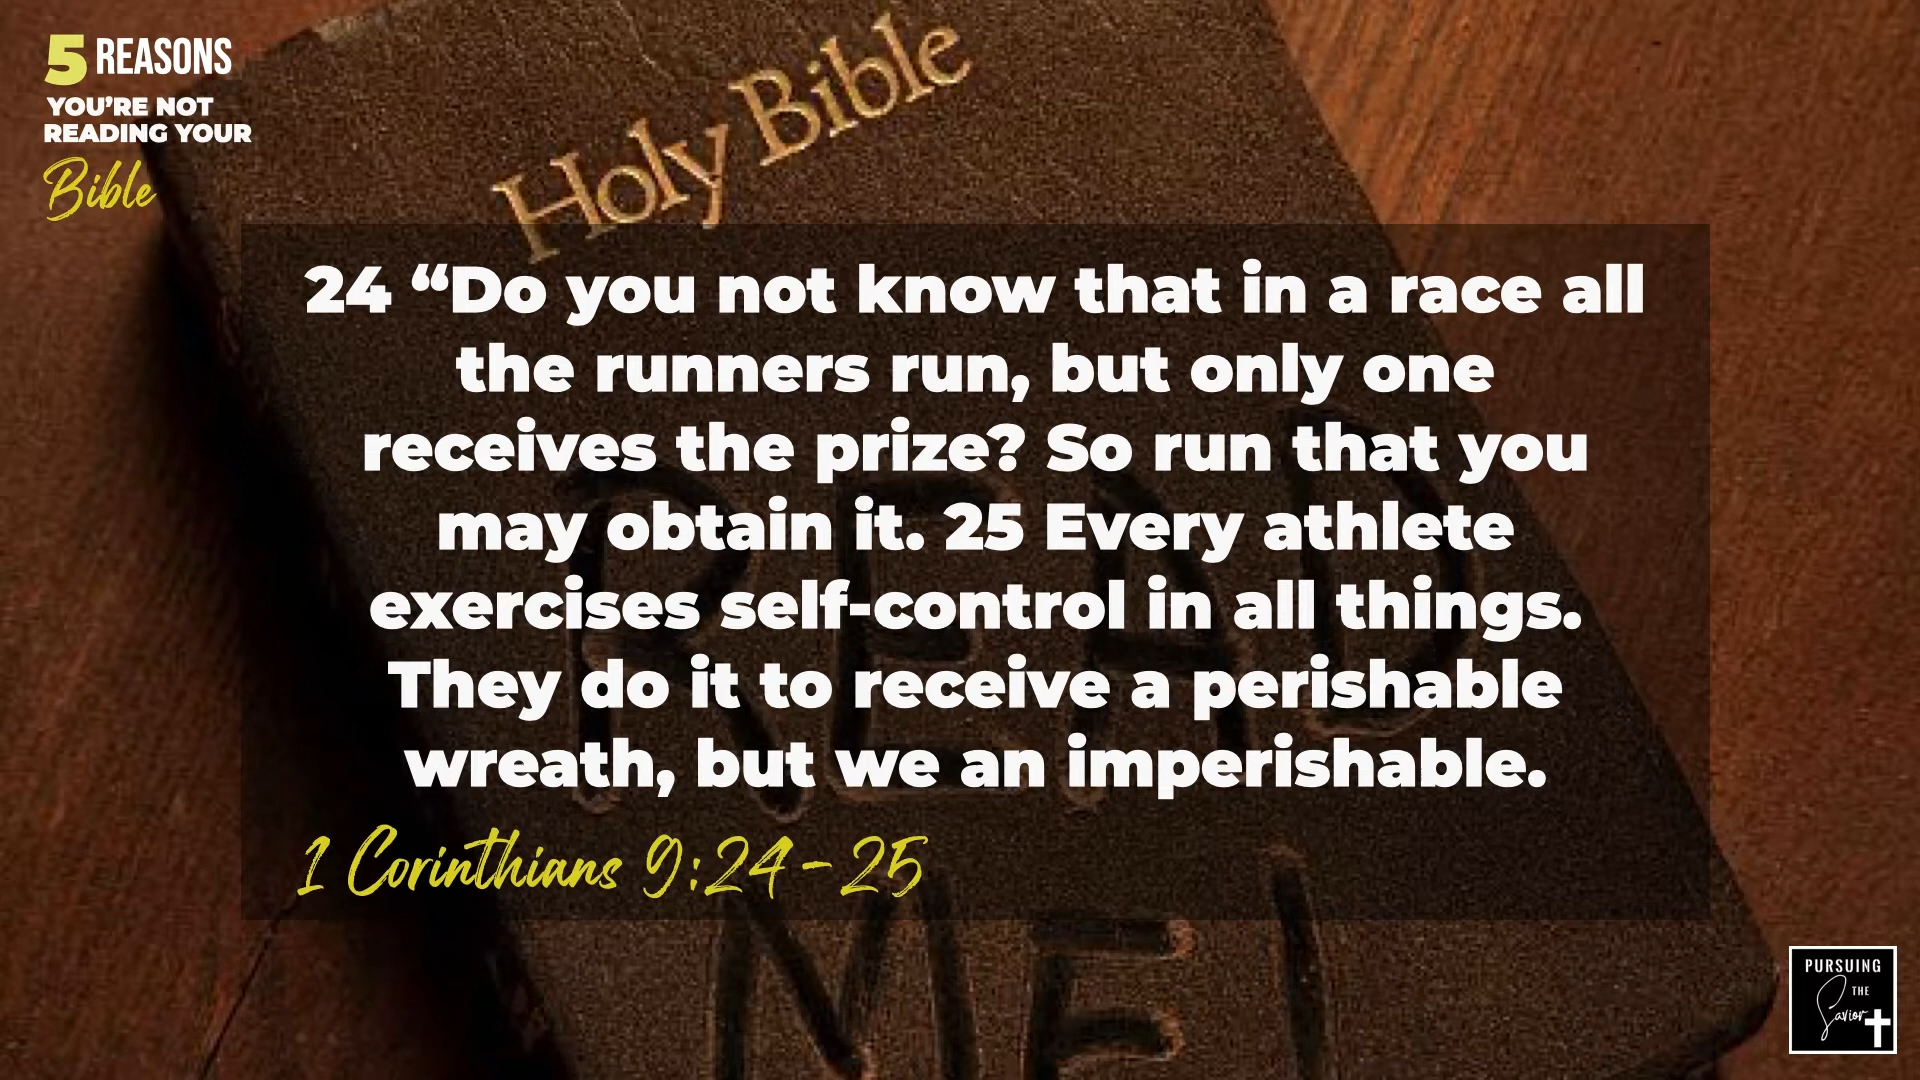 5 REASONS
YOU'RE NOT
READING YOUR
Bible
Holy Bible
24 “Do you not know that in a race all
the runners run, but only one
receives the prize? So run that you
may obtain it. 25 Every athlete
exercises self-control in all things.
They do it to receive a perishable
wreath, but we an imperishable.
1 Corinthians 9:24-25
READ
ME!
PURSUING
THE
Savior